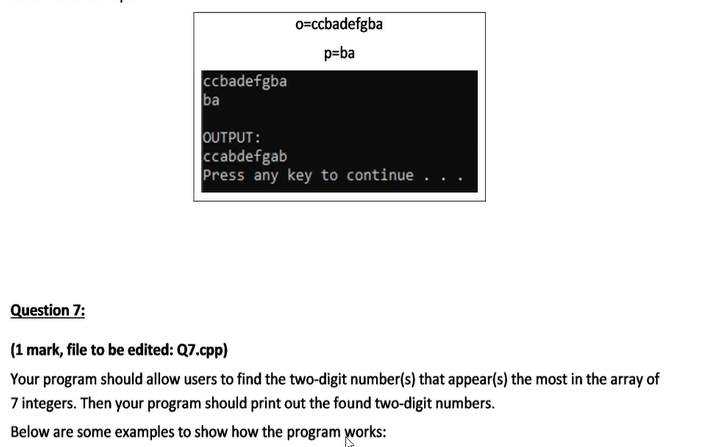 o=ccbadefgba
p=ba
ccbadefgba
ba
OUTPUT:
ccabdefgab
Press any key to continue . . .
Question 7:
(1 mark, file to be edited: Q7.cpp)
Your program should allow users to find the two-digit number(s) that appear(s) the most in the array of
7 integers. Then your program should print out the found two-digit numbers.
Below are some examples to show how the program works: